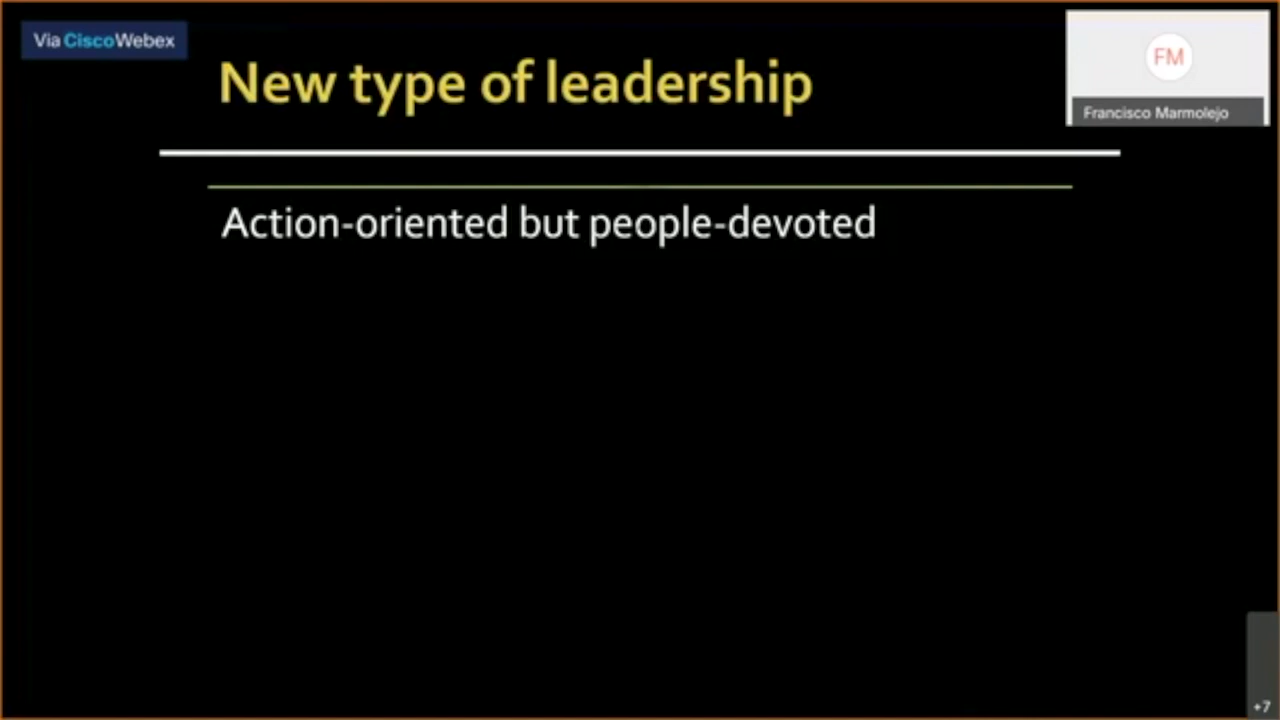 Via CiscoWebex
New type of leadership
FM
Francisco Marmolejo
Action-oriented but people-devoted
+7